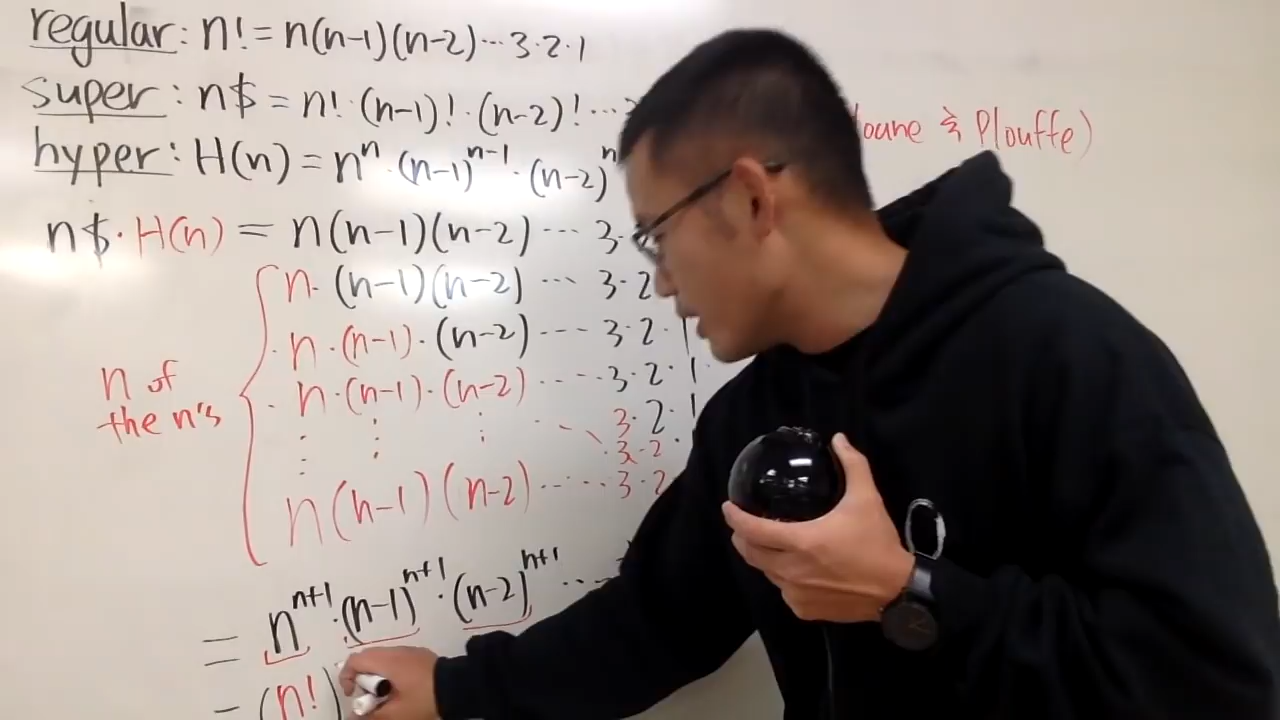 regular: n! = n(n-1)(n-2)···3·2·1
super: n$ = n!·(n-1)!·(n-2)!···
& Plouffe)
hyper: H(n) = nⁿ·(n-1)ⁿ⁻¹·(n-2)ⁿ
n$·H(n) = n(n-1)(n-2)···3·
n·(n-1)(n-2)···3·2
n·(n-1)·(n-2)----3·2·1
n of the n's
n·(n-1)·(n-2)----3·2·1
3·2·1
3·2·
n(n-1)(n-2)·····3·2
= nⁿ⁺¹·(n-1)ⁿ⁺¹·(n-2)ⁿ⁺¹···
= (n!)